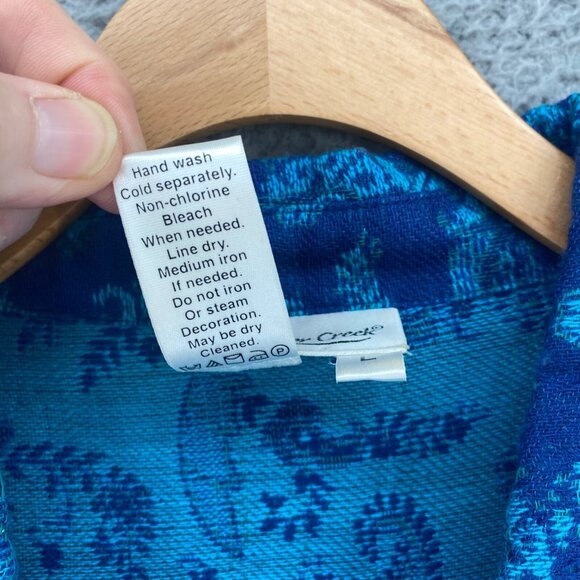 Hand wash
Cold separately.
Non-chlorine
Bleach
When needed.
Line dry.
Medium iron
If needed.
Do not iron
Or steam
Decoration.
May be dry
Cleaned.
P
Creek®
L